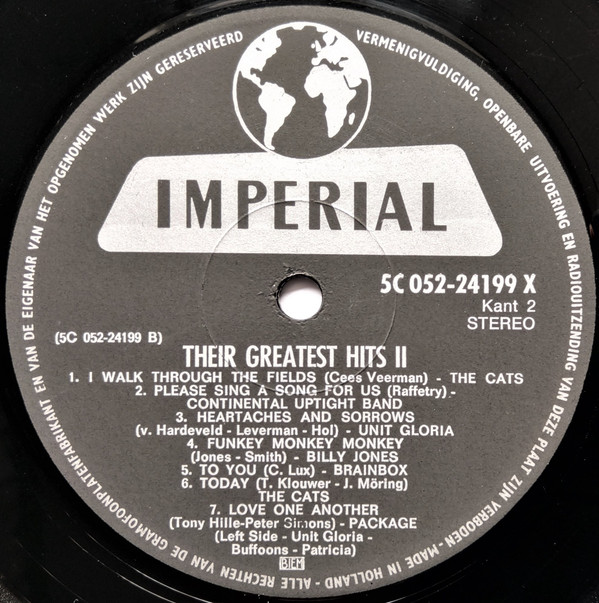 ALLE RECHTEN VAN DE GRAMOFOONPLATENFABRIKANT EN VAN DE EIGENAAR VAN HET OPGENOMEN WERK ZIJN GERESERVEERD
VERMENIGVULDIGING, OPENBARE UITVOERING EN RADIOUITZENDING VAN DEZE PLAAT ZIJN VERBODEN - MADE IN HOLLAND -
IMPERIAL
5C 052-24199 X
Kant 2
STEREO
(5C 052-24199 B)
THEIR GREATEST HITS II
1. I WALK THROUGH THE FIELDS (Cees Veerman) - THE CATS
2. PLEASE SING A SONG FOR US (Raffetry) -
CONTINENTAL UPTIGHT BAND
3. HEARTACHES AND SORROWS
(v. Hardeveld - Leverman - Hol) - UNIT GLORIA
4. FUNKEY MONKEY MONKEY
(Jones - Smith) - BILLY JONES
5. TO YOU (C. Lux) - BRAINBOX
6. TODAY (T. Klouwer - J. Möring)
THE CATS
7. LOVE ONE ANOTHER
(Tony Hille-Peter Simons) - PACKAGE
(Left Side - Unit Gloria -
Buffoons - Patricia)
BIEM